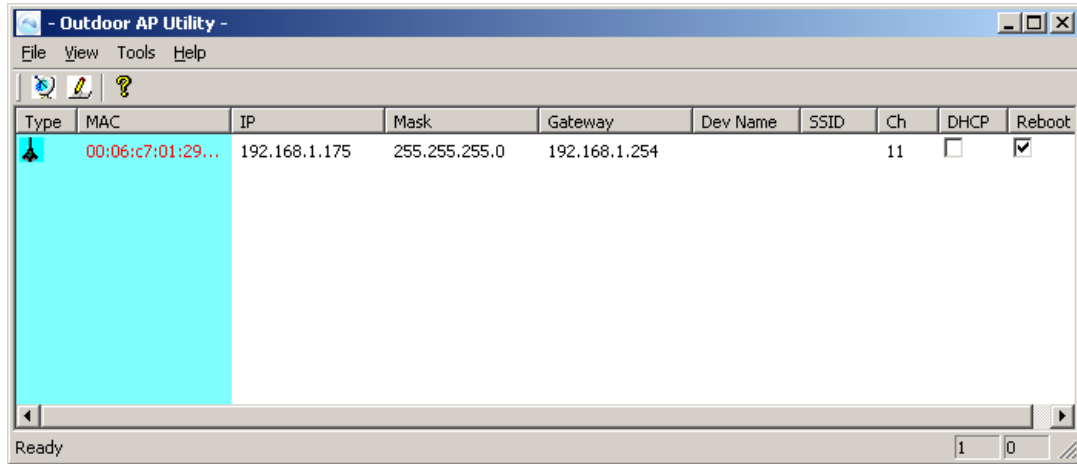 - Outdoor AP Utility -
File View Tools Help
Type MAC IP Mask Gateway Dev Name SSID Ch DHCP Reboot
00:06:c7:01:29... 192.168.1.175 255.255.255.0 192.168.1.254 11
Ready 1 0